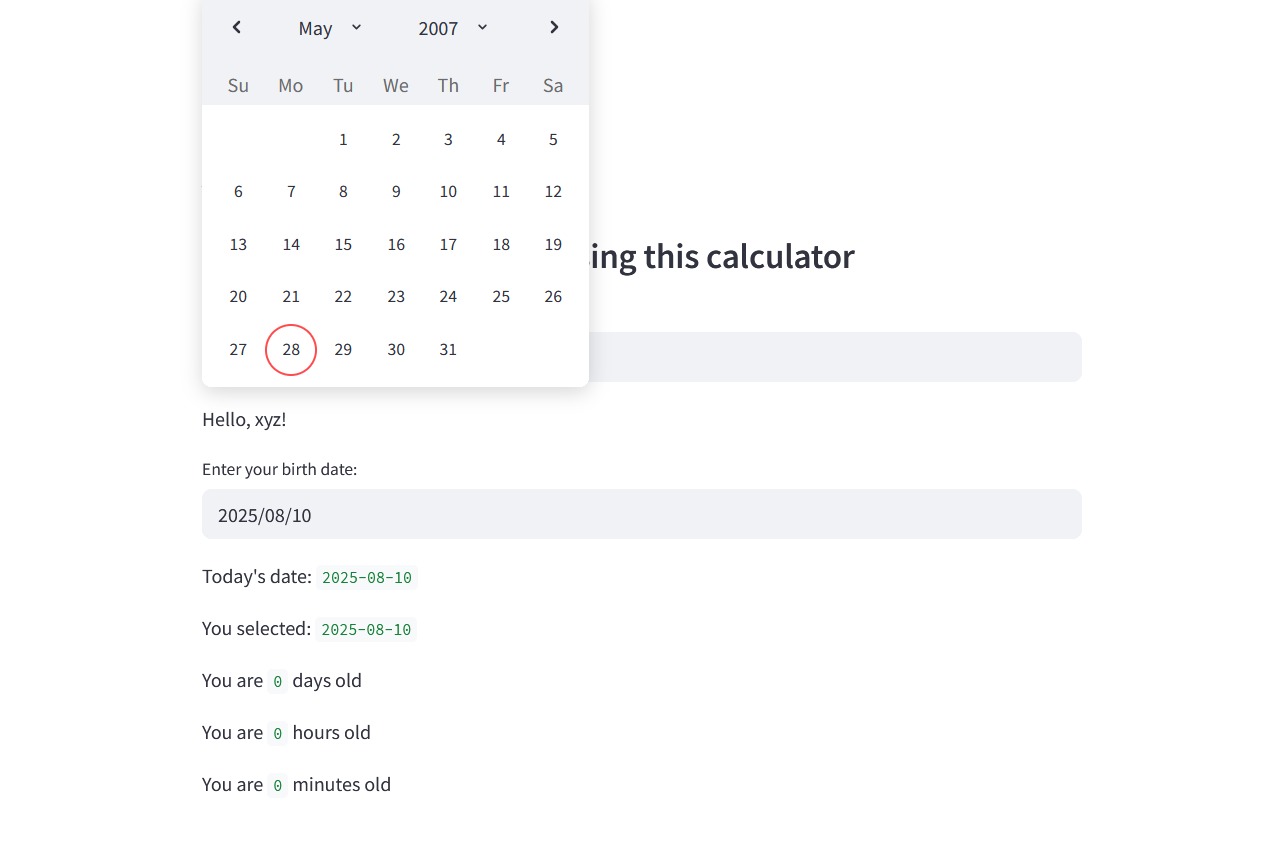 May 2007
Su Mo Tu We Th Fr Sa
1 2 3 4 5
6 7 8 9 10 11 12
13 14 15 16 17 18 19
20 21 22 23 24 25 26
27 28 29 30 31
this calculator
Hello, xyz!
Enter your birth date:
2025/08/10
Today's date: 2025-08-10
You selected: 2025-08-10
You are 0 days old
You are 0 hours old
You are 0 minutes old